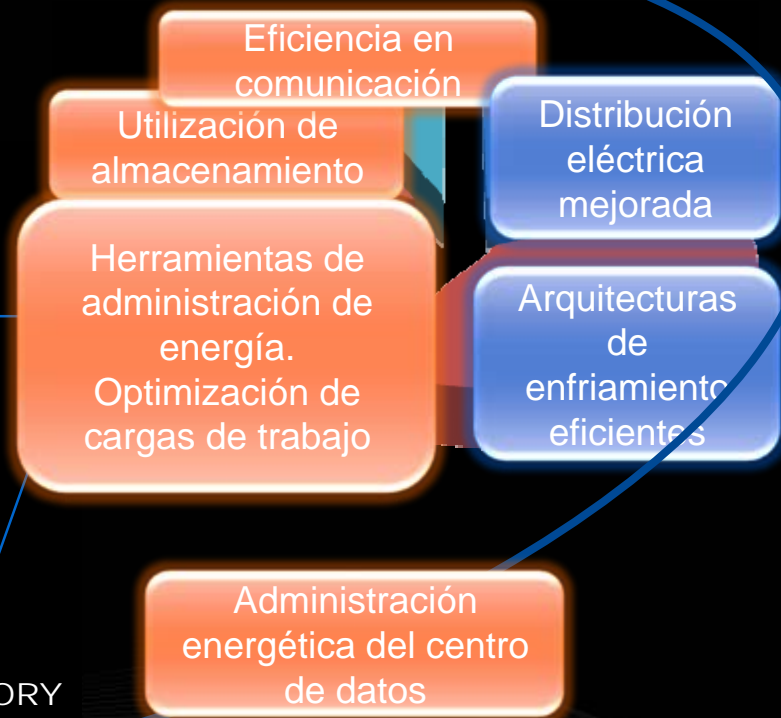 Eficiencia en
comunicación
Utilización de
almacenamiento
Distribución
eléctrica
mejorada
Herramientas de
administración de
energía.
Optimización de
cargas de trabajo
Arquitecturas
de
enfriamiento
eficientes
Administración
energética del centro
de datos
ORY